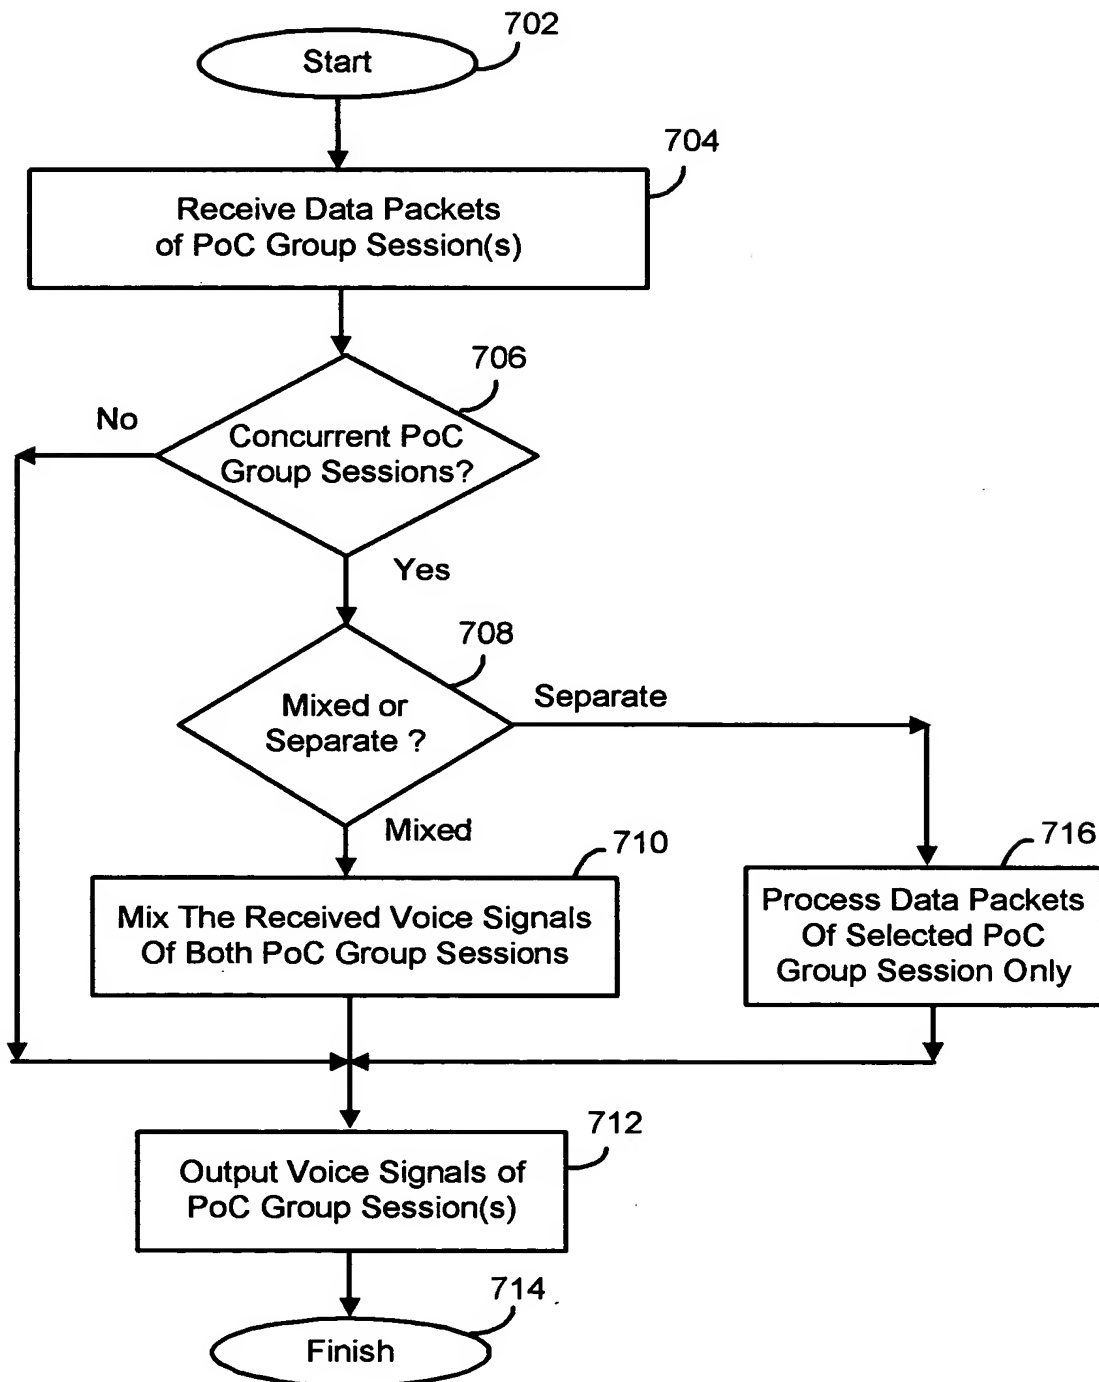 702
Start
704
Receive Data Packets
of PoC Group Session(s)
706
No
Concurrent PoC
Group Sessions?
Yes
708
Separate
Mixed or
Separate ?
Mixed
710
716
Mix The Received Voice Signals
Of Both PoC Group Sessions
Process Data Packets
Of Selected PoC
Group Session Only
712
Output Voice Signals of
PoC Group Session(s)
714
Finish